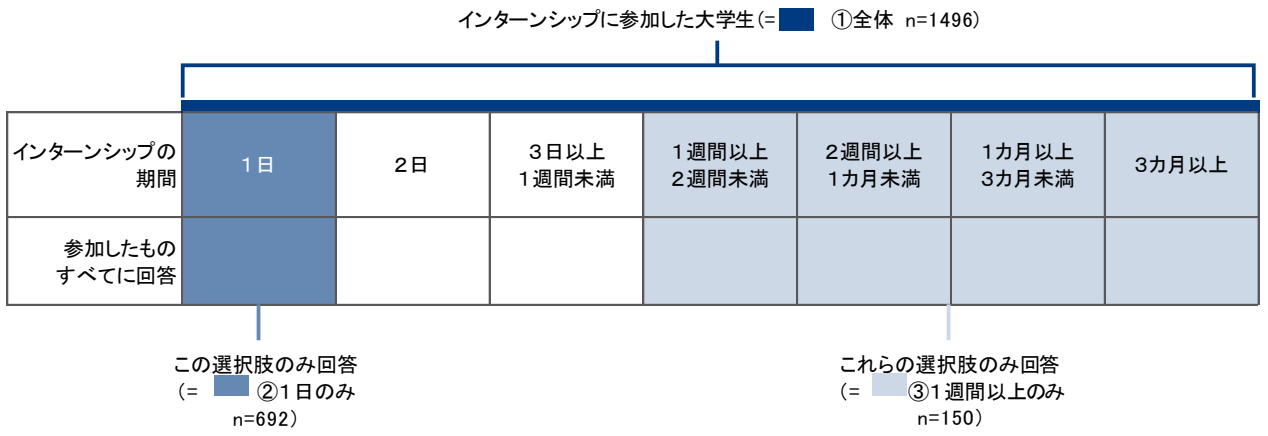 インターンシップに参加した大学生(= ①全体 n=1496)
インターンシップの
期間
1日
2日
3日以上
1週間未満
1週間以上
2週間未満
2週間以上
1カ月未満
1カ月以上
3カ月未満
3カ月以上
参加したもの
すべてに回答
この選択肢のみ回答
(= ②1日のみ
n=692)
これらの選択肢のみ回答
(= ③1週間以上のみ
n=150)